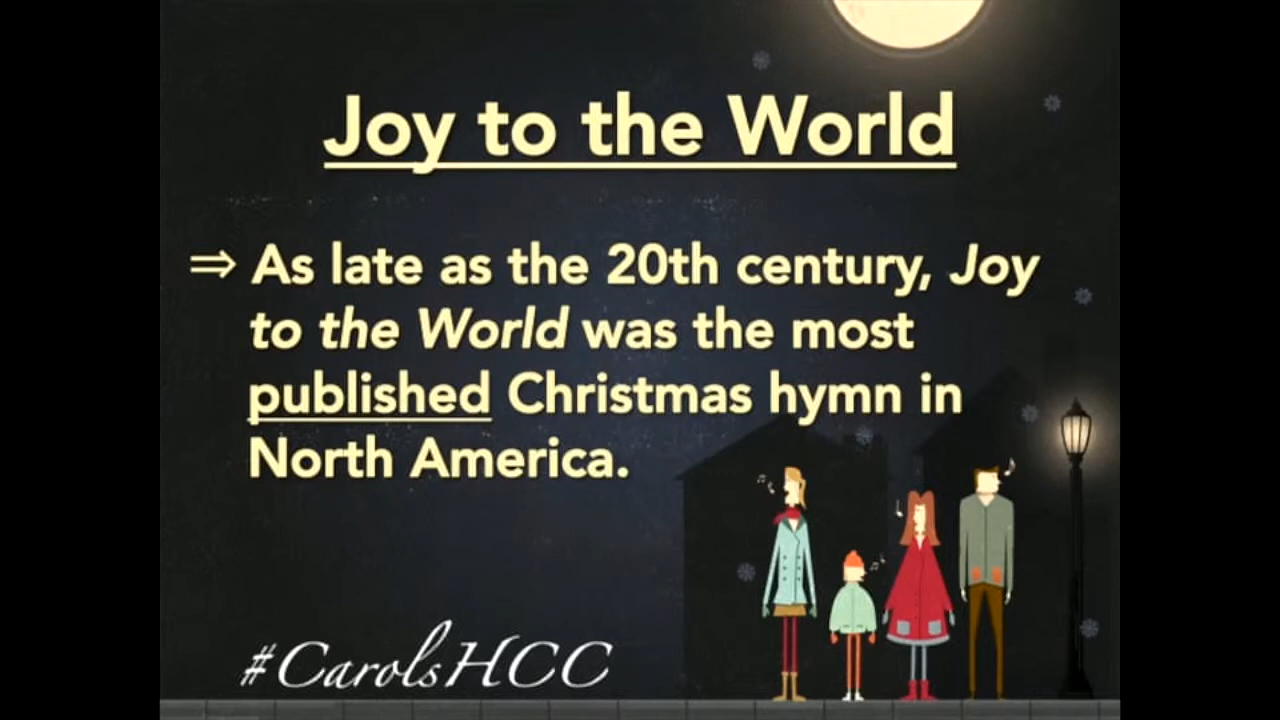 Joy to the World
⇒ As late as the 20th century, Joy
to the World was the most
published Christmas hymn in
North America.
#CarolsHCC